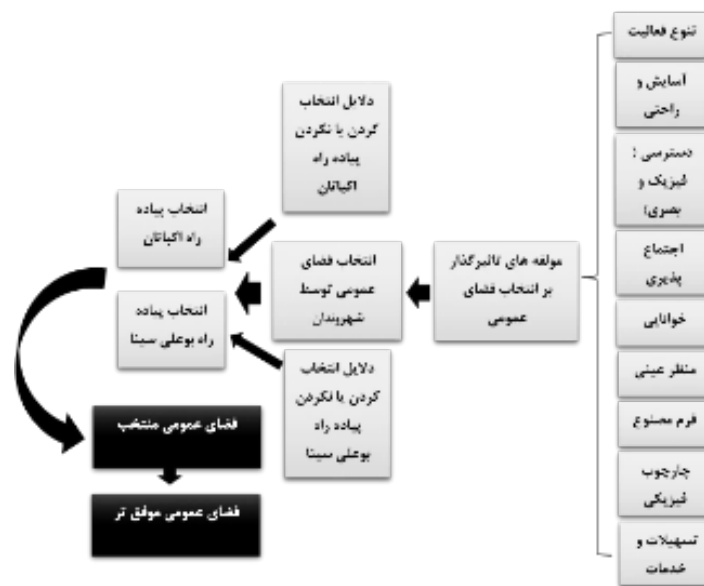 تنوع فعالیت
آسایش و
راحتی
دسترسی (
فیزیک و
بصری)
اجتماع
پذیری
خوانایی
منظر عینی
فرم مصنوع
چارچوب
فیزیکی
تسهیلات و
خدمات
مولفه های تاثیرگذار
بر انتخاب فضای
عمومی
انتخاب فضای
عمومی توسط
شهروندان
دلایل انتخاب
کردن یا نکردن
پیاده راه
اکباتان
دلایل انتخاب
کردن یا نکردن
پیاده راه
بوعلی سینا
انتخاب پیاده
راه اکباتان
انتخاب پیاده
راه بوعلی سینا
فضای عمومی منتخب
فضای عمومی موفق تر